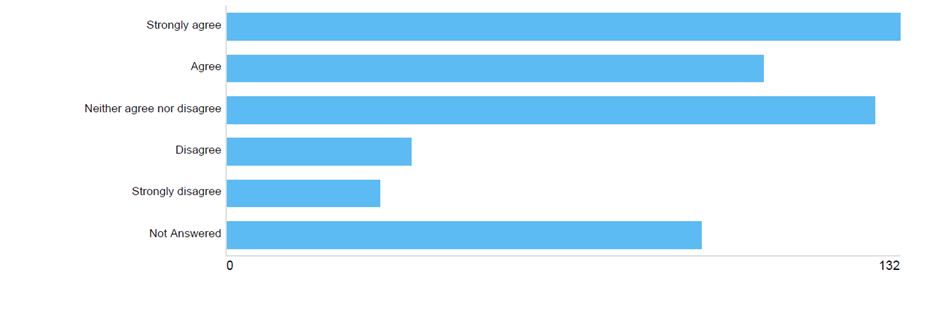 Strongly agree
Agree
Neither agree nor disagree
Disagree
Strongly disagree
Not Answered
0 132